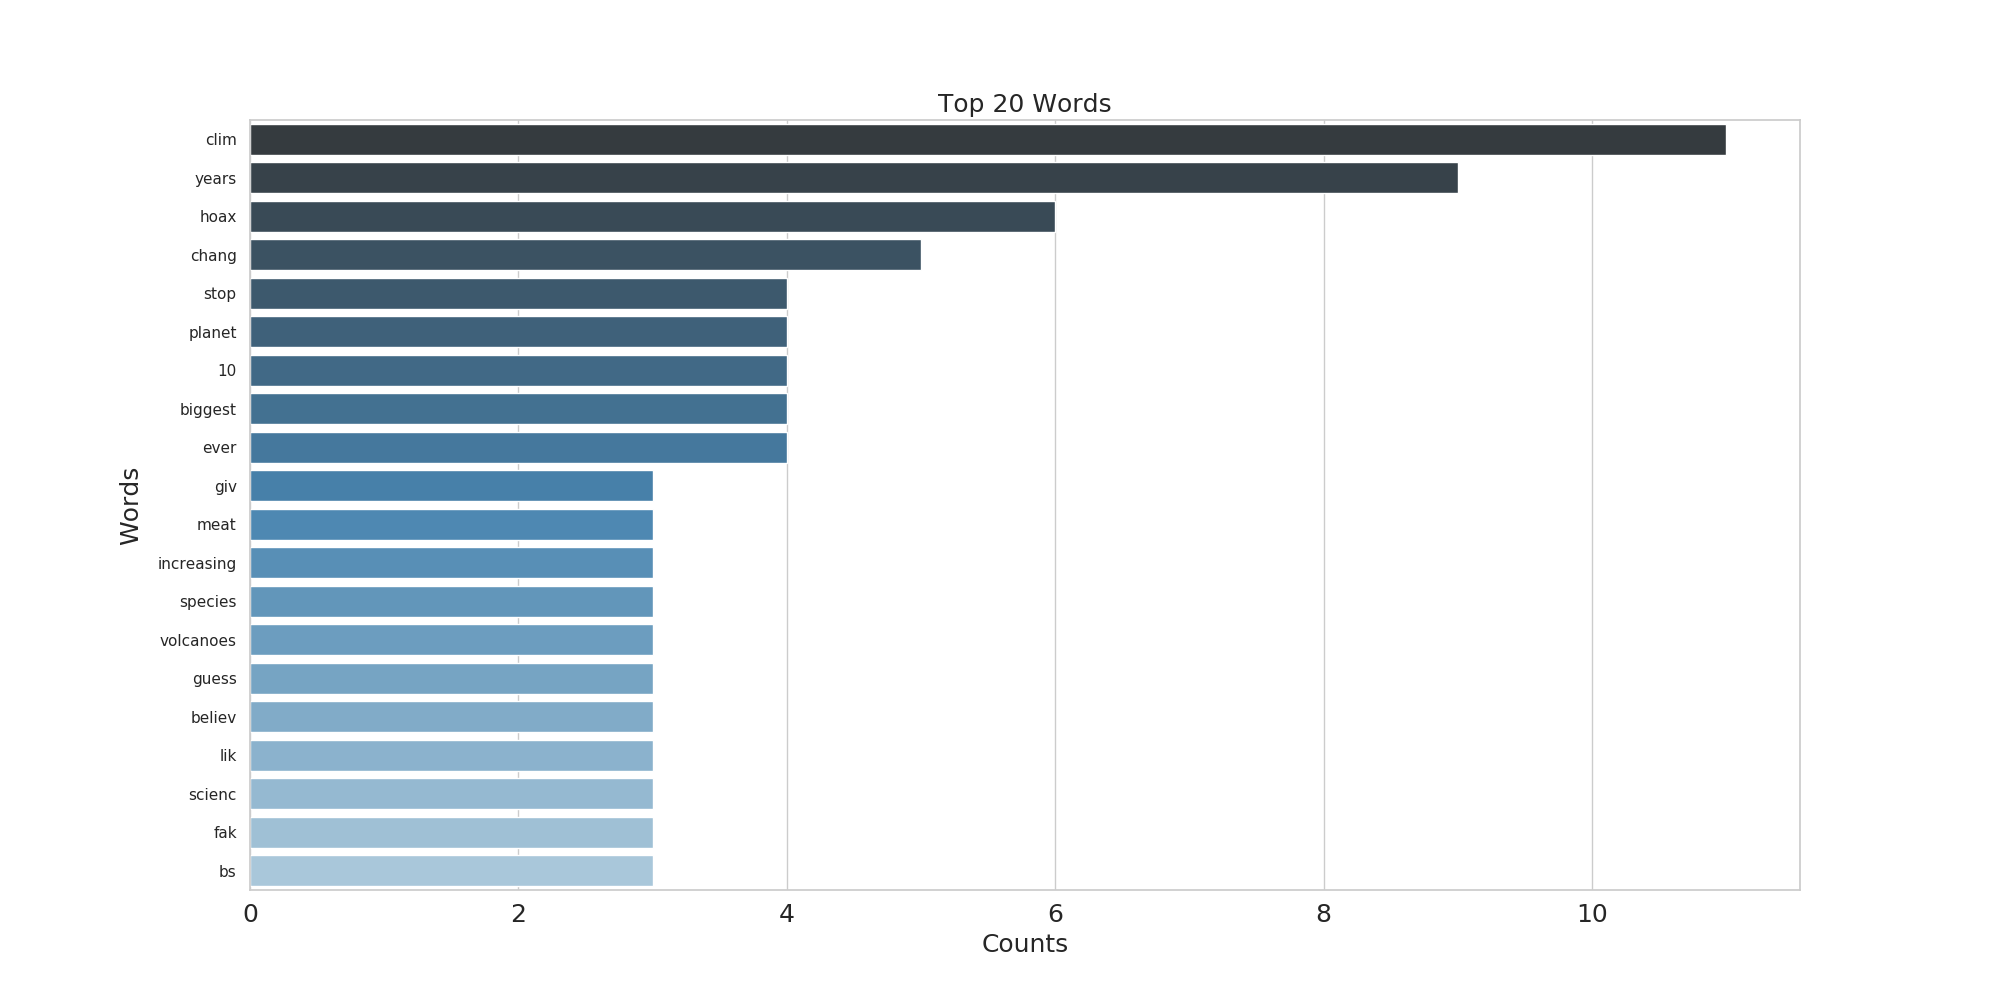 Top 20 Words
clim
years
hoax
chang
stop
planet
10
biggest
ever
giv
meat
increasing
species
volcanoes
guess
believ
lik
scienc
fak
bs
Words
0 2 4 6 8 10
Counts